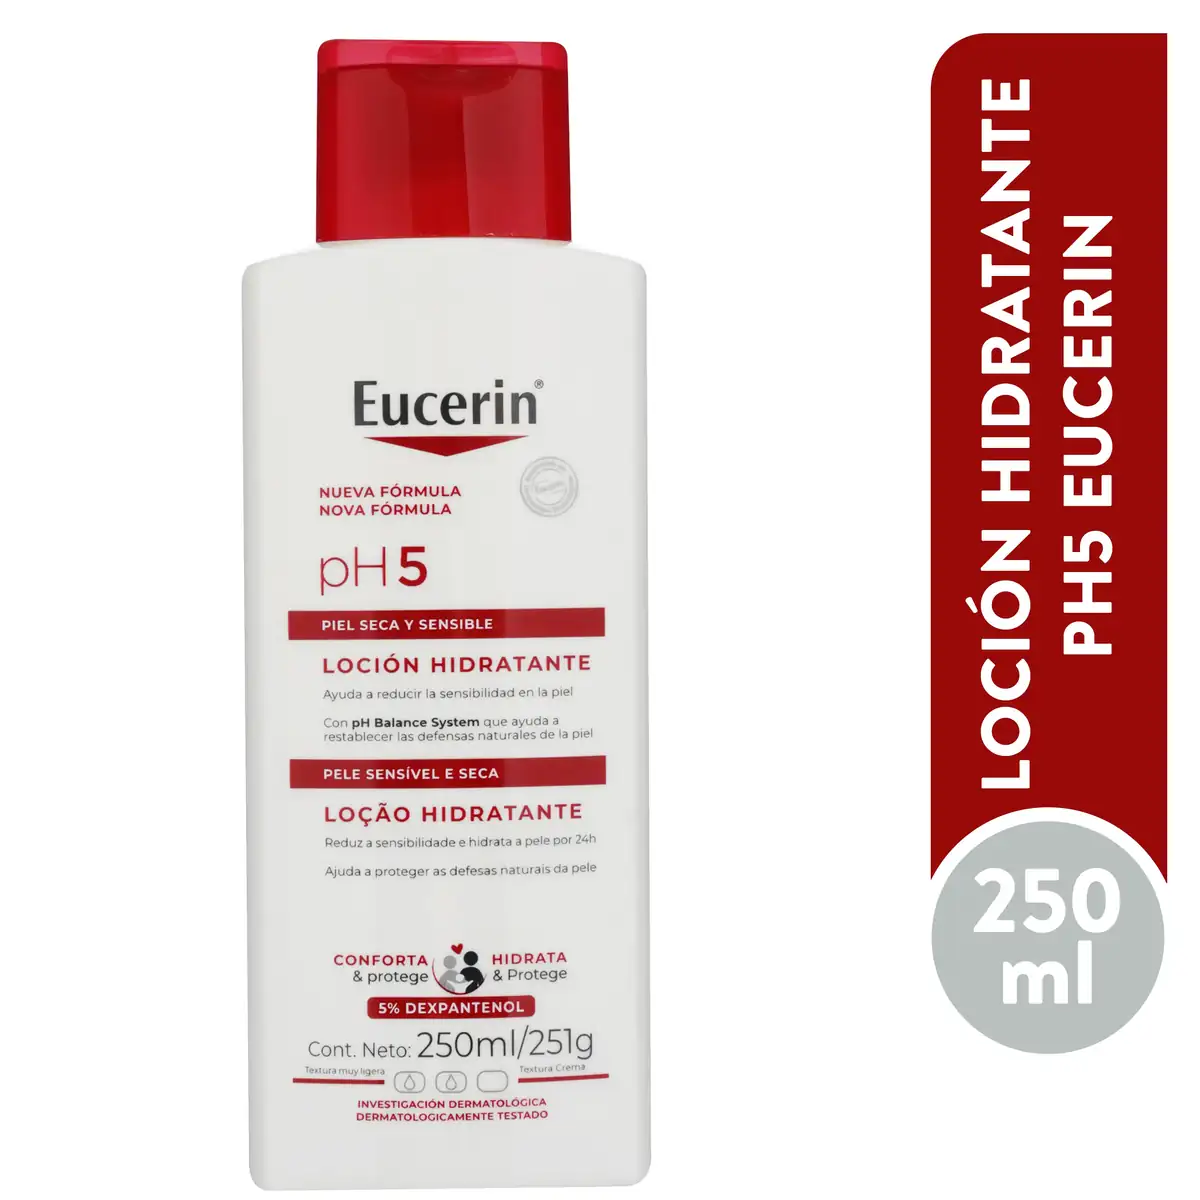 Eucerin®
NUEVA FÓRMULA
NOVA FÓRMULA
pH5
PIEL SECA Y SENSIBLE
LOCIÓN HIDRATANTE
Ayuda a reducir la sensibilidad en la piel
Con pH Balance System que ayuda a
restablecer las defensas naturales de la piel
PELE SENSÍVEL E SECA
LOÇÃO HIDRATANTE
Reduz a sensibilidade e hidrata a pele por 24h
Ajuda a proteger as defesas naturais da pele
CONFORTA
& protege
HIDRATA
& Protege
5% DEXPANTENOL
Cont. Neto: 250ml/251g
Textura muy ligera
Textura Crema
INVESTIGACIÓN DERMATOLÓGICA
DERMATOLOGICAMENTE TESTADO
LOCIÓN HIDRATANTE
PH5 EUCERIN
250
ml